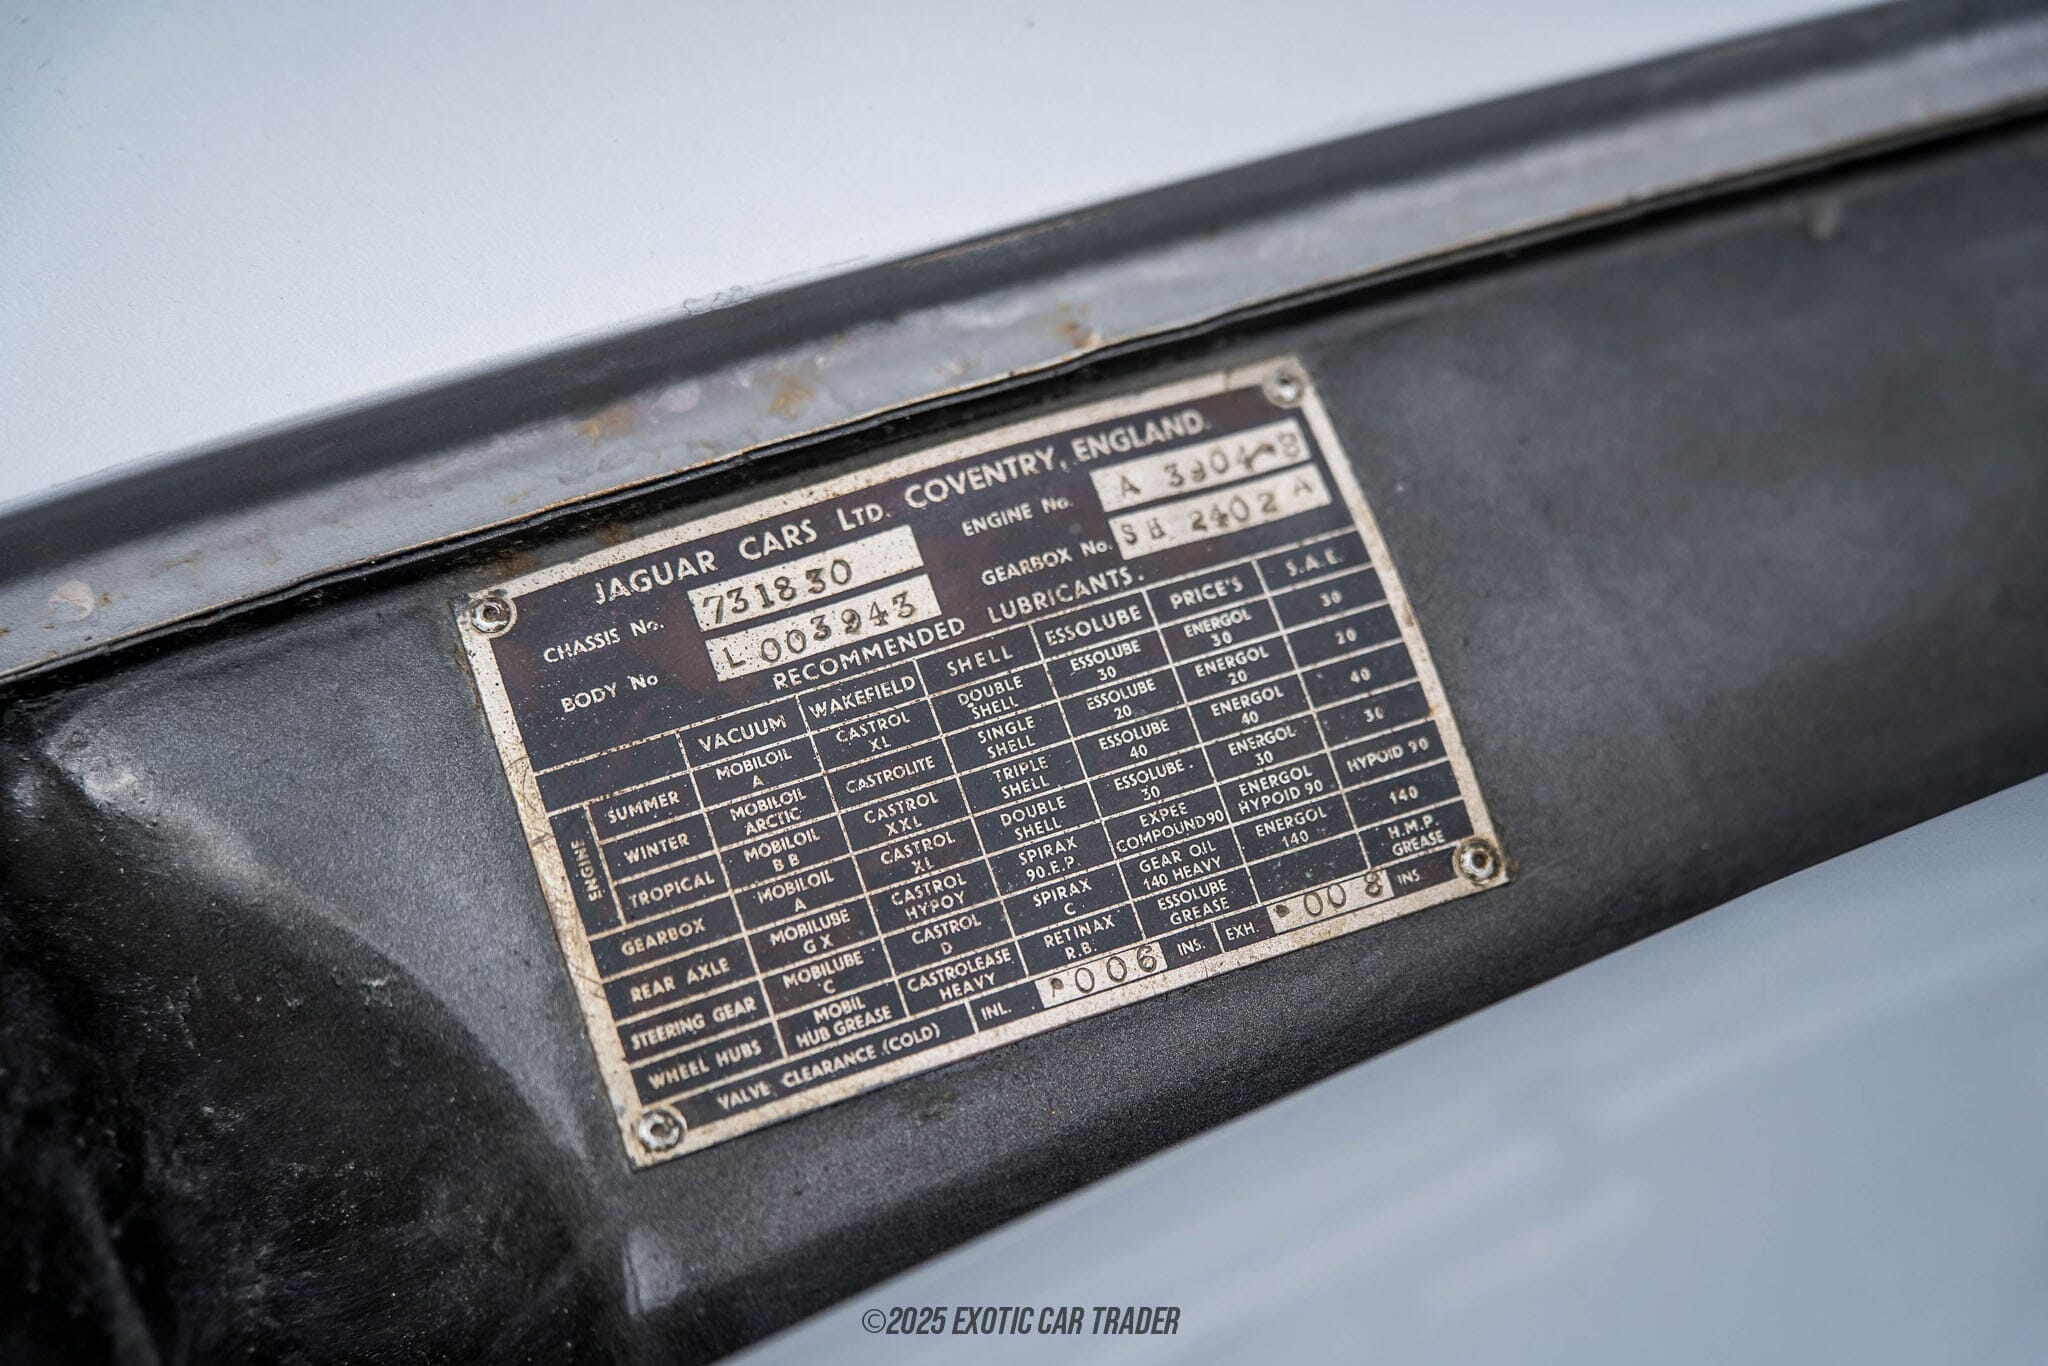 JAGUAR CARS LTD. COVENTRY, ENGLAND.
CHASSIS No. 731830 ENGINE No. A 3904-8
BODY No L 003943 GEARBOX No. SH 2402 A
RECOMMENDED LUBRICANTS.
VACUUM WAKEFIELD SHELL ESSOLUBE PRICE'S S.A.E.
ENGINE
SUMMER MOBILOIL A CASTROL XL DOUBLE SHELL ESSOLUBE 30 ENERGOL 30 30
WINTER MOBILOIL ARCTIC CASTROLITE SINGLE SHELL ESSOLUBE 20 ENERGOL 20 20
TROPICAL MOBILOIL B B CASTROL XXL TRIPLE SHELL ESSOLUBE 40 ENERGOL 40 40
GEARBOX MOBILOIL A CASTROL XL DOUBLE SHELL ESSOLUBE 30 ENERGOL 30 30
REAR AXLE MOBILUBE G X CASTROL HYPOY SPIRAX 90.E.P. EXPEE COMPOUND 90 ENERGOL HYPOID 90 HYPOID 90
STEERING GEAR MOBILUBE C CASTROL D SPIRAX C GEAR OIL 140 HEAVY ENERGOL 140 140
WHEEL HUBS MOBIL HUB GREASE CASTROLEASE HEAVY RETINAX R.B. ESSOLUBE GREASE H.M.P. GREASE
VALVE CLEARANCE (COLD) INL. .006 INS. EXH. .008 INS
©2025 EXOTIC CAR TRADER